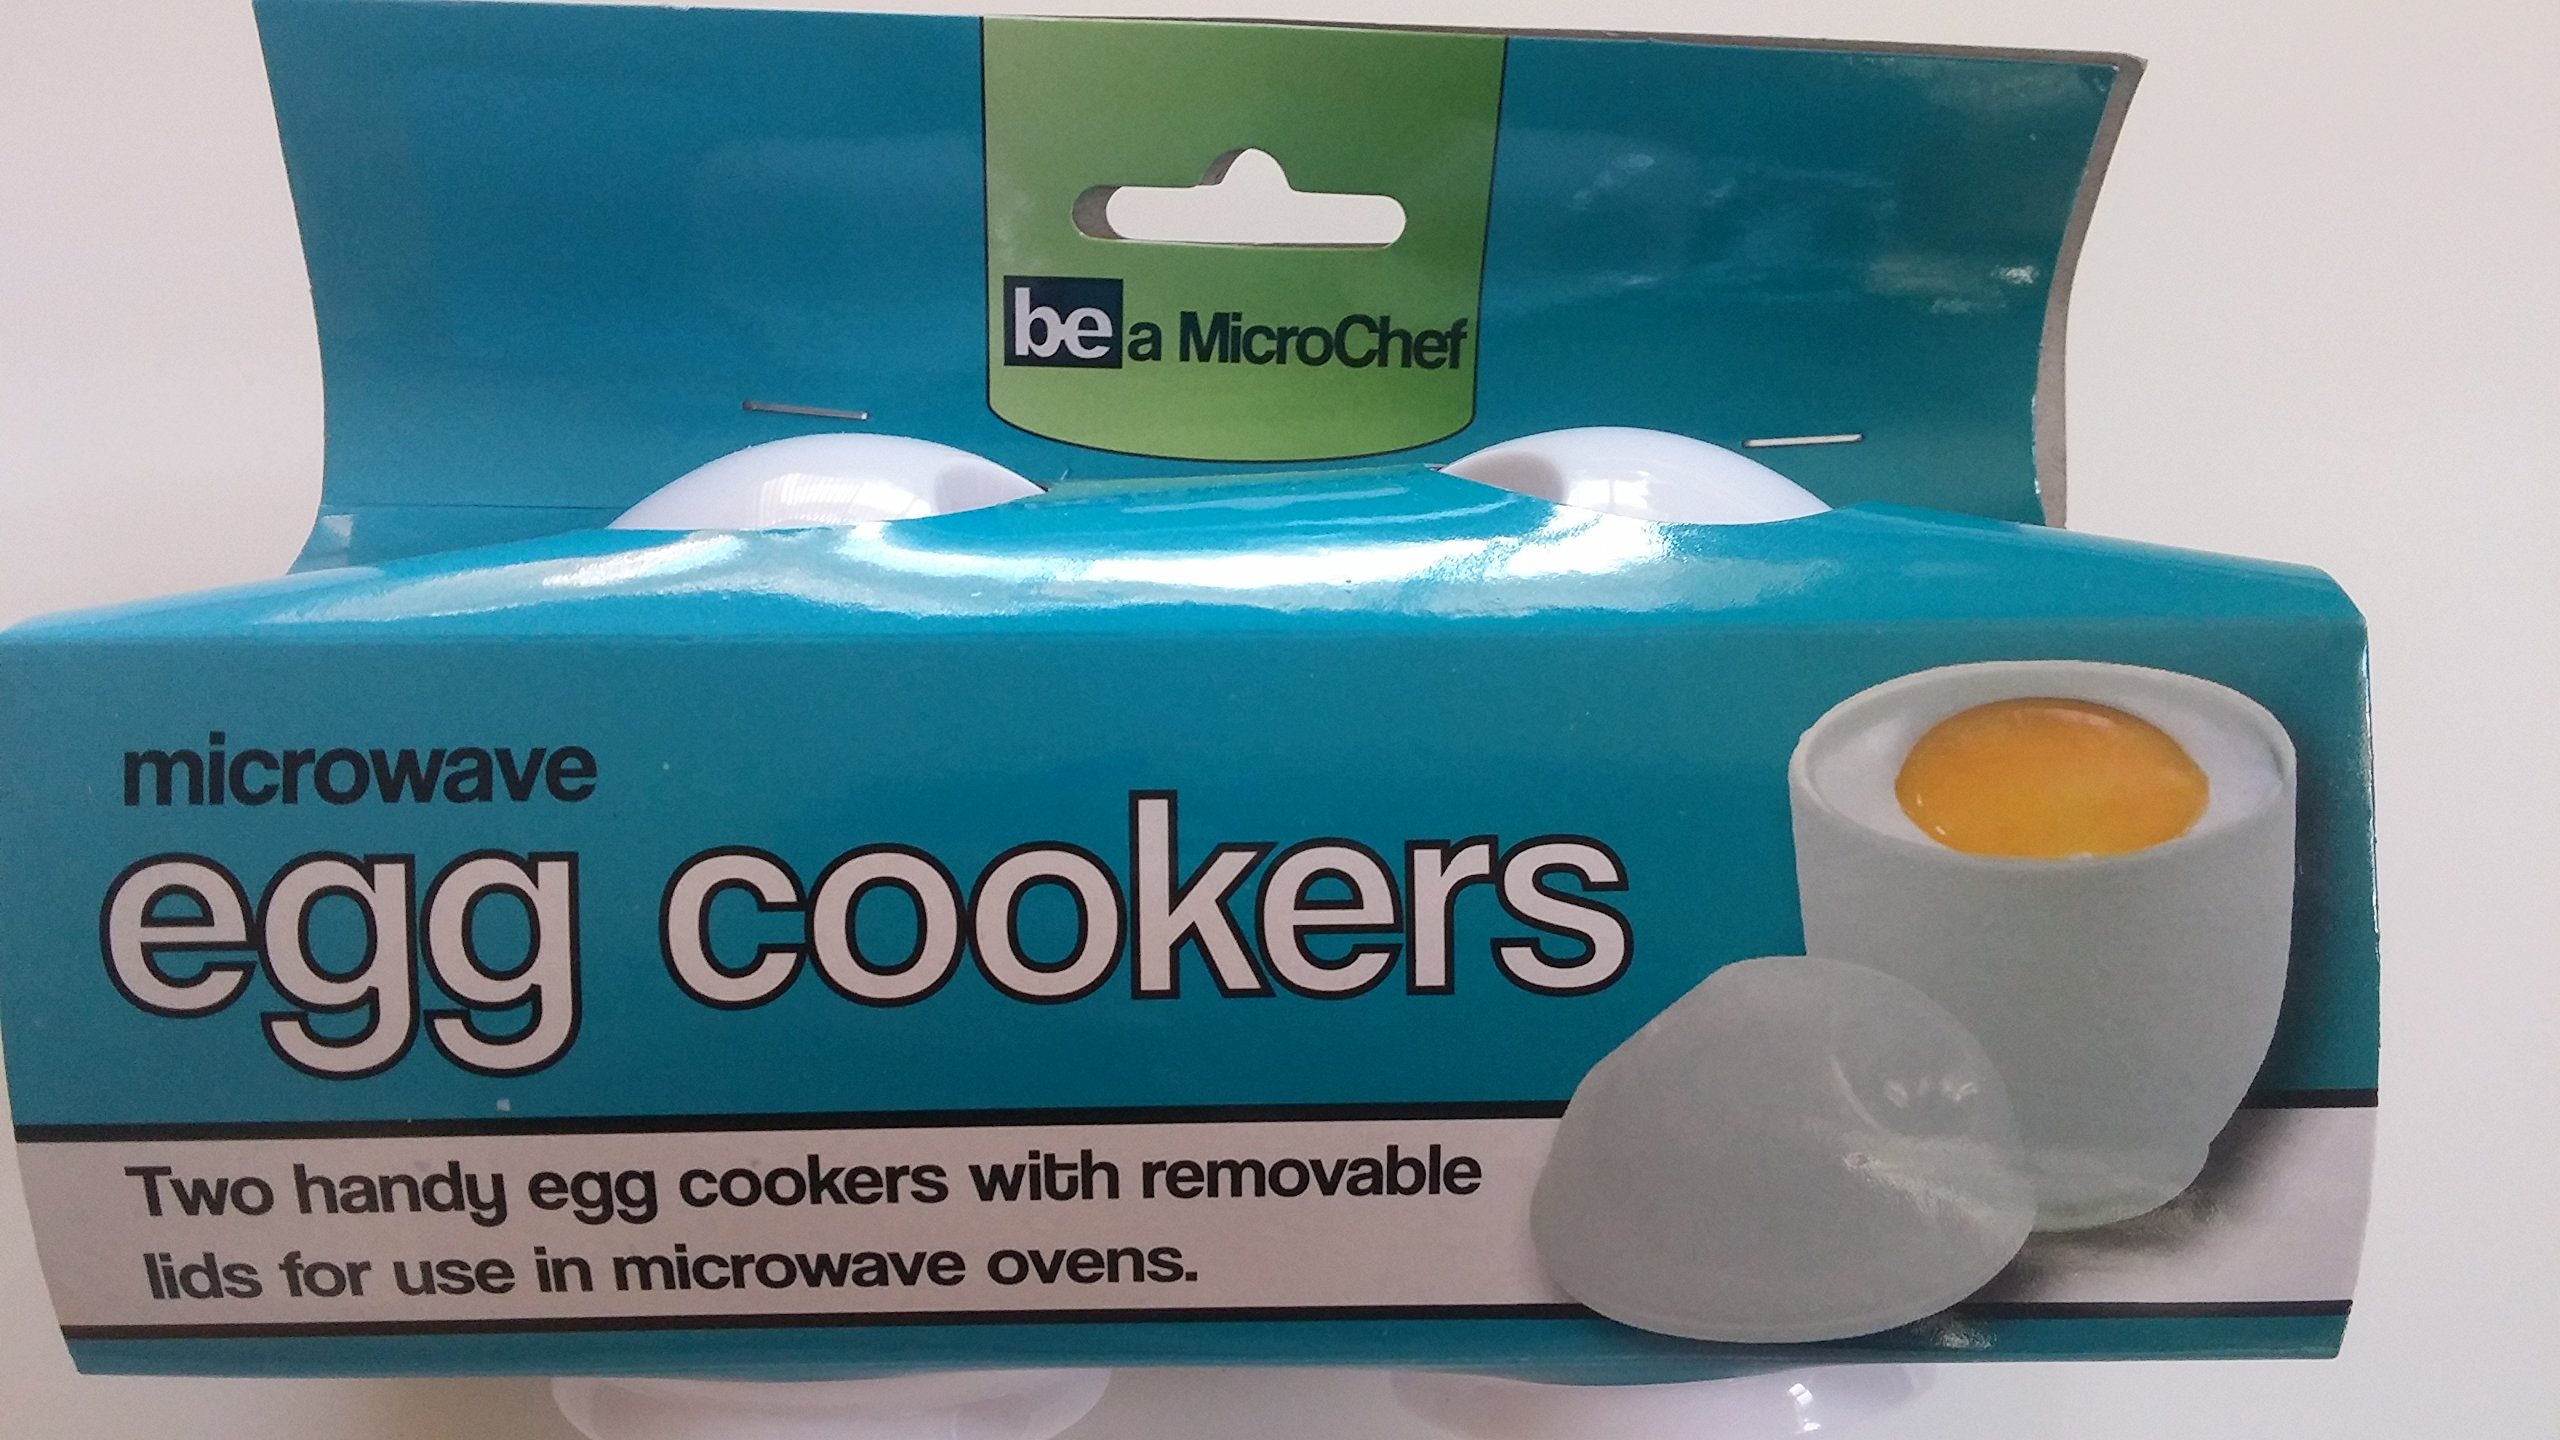 be a MicroChef
microwave
egg cookers
Two handy egg cookers with removable
lids for use in microwave ovens.